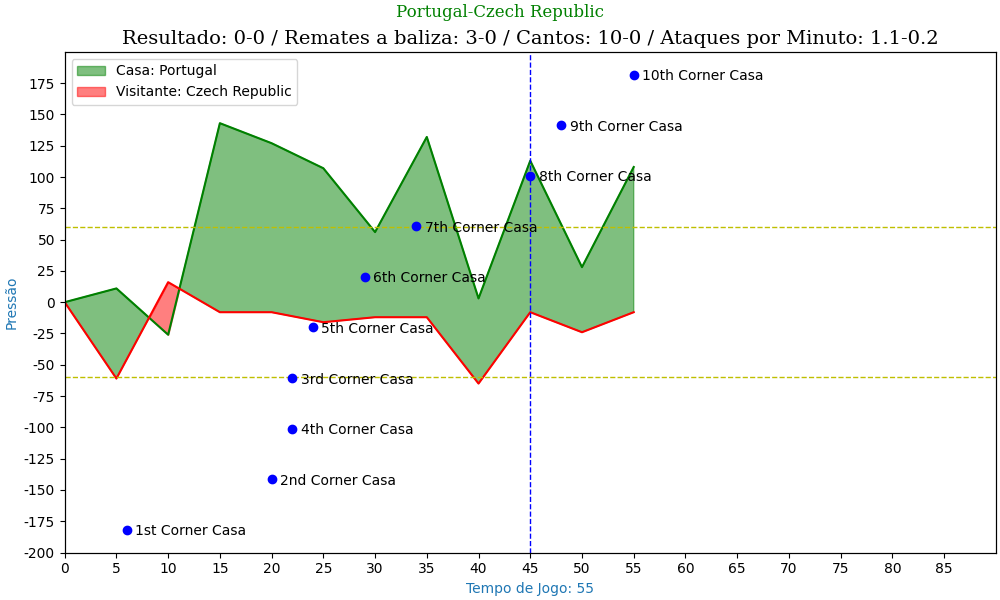 Portugal-Czech Republic
Resultado: 0-0 / Remates a baliza: 3-0 / Cantos: 10-0 / Ataques por Minuto: 1.1-0.2
Casa: Portugal
Visitante: Czech Republic
10th Corner Casa
9th Corner Casa
8th Corner Casa
7th Corner Casa
6th Corner Casa
5th Corner Casa
3rd Corner Casa
4th Corner Casa
2nd Corner Casa
1st Corner Casa
Pressão
175
150
125
100
75
50
25
0
-25
-50
-75
-100
-125
-150
-175
-200
0 5 10 15 20 25 30 35 40 45 50 55 60 65 70 75 80 85
Tempo de Jogo: 55